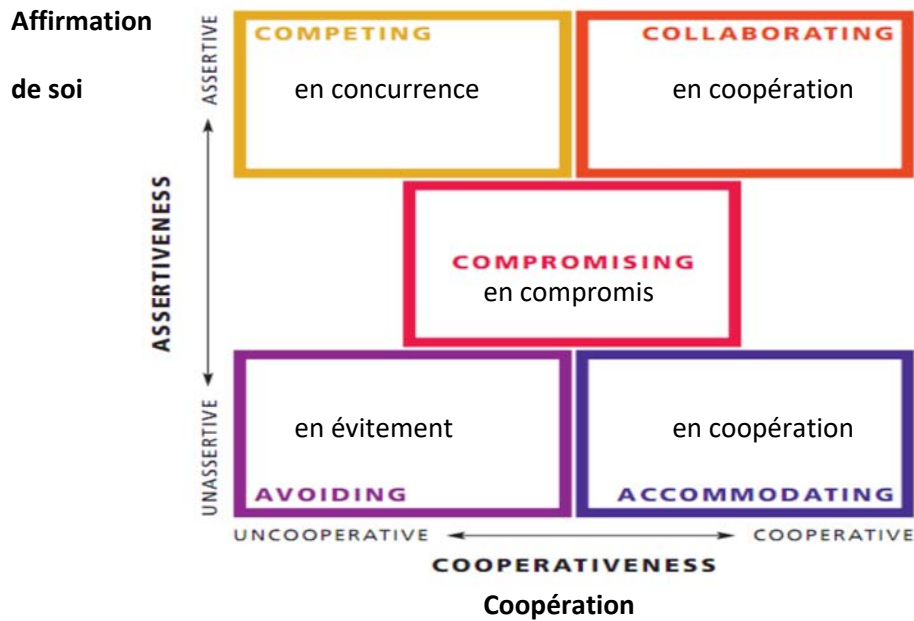 Affirmation
de soi
ASSERTIVE
ASSERTIVENESS
UNASSERTIVE
COMPETING
en concurrence
COLLABORATING
en coopération
COMPROMISING
en compromis
en évitement
AVOIDING
en coopération
ACCOMMODATING
UNCOOPERATIVE
COOPERATIVE
COOPERATIVENESS
Coopération